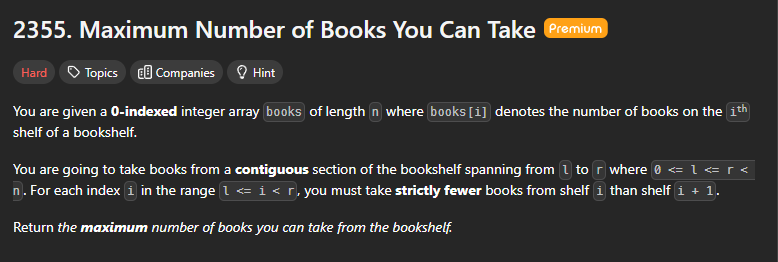 2355. Maximum Number of Books You Can Take Premium
Hard Topics Companies Hint
You are given a 0-indexed integer array books of length n where books[i] denotes the number of books on the ith
shelf of a bookshelf.
You are going to take books from a contiguous section of the bookshelf spanning from l to r where 0 <= l <= r <
n. For each index i in the range l <= i < r, you must take strictly fewer books from shelf i than shelf i + 1.
Return the maximum number of books you can take from the bookshelf.